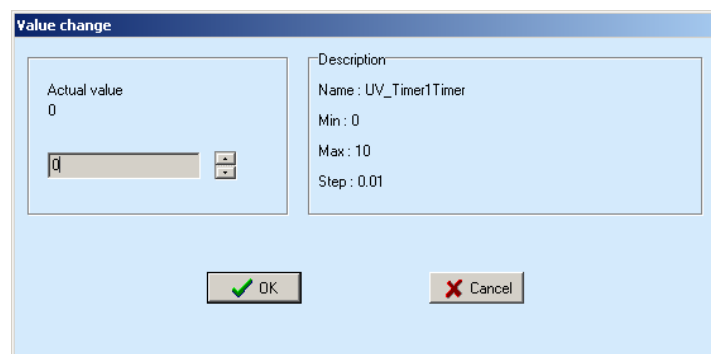 Value change
Actual value
0
0
Description
Name : UV_Timer1Timer
Min : 0
Max : 10
Step : 0.01
OK
Cancel